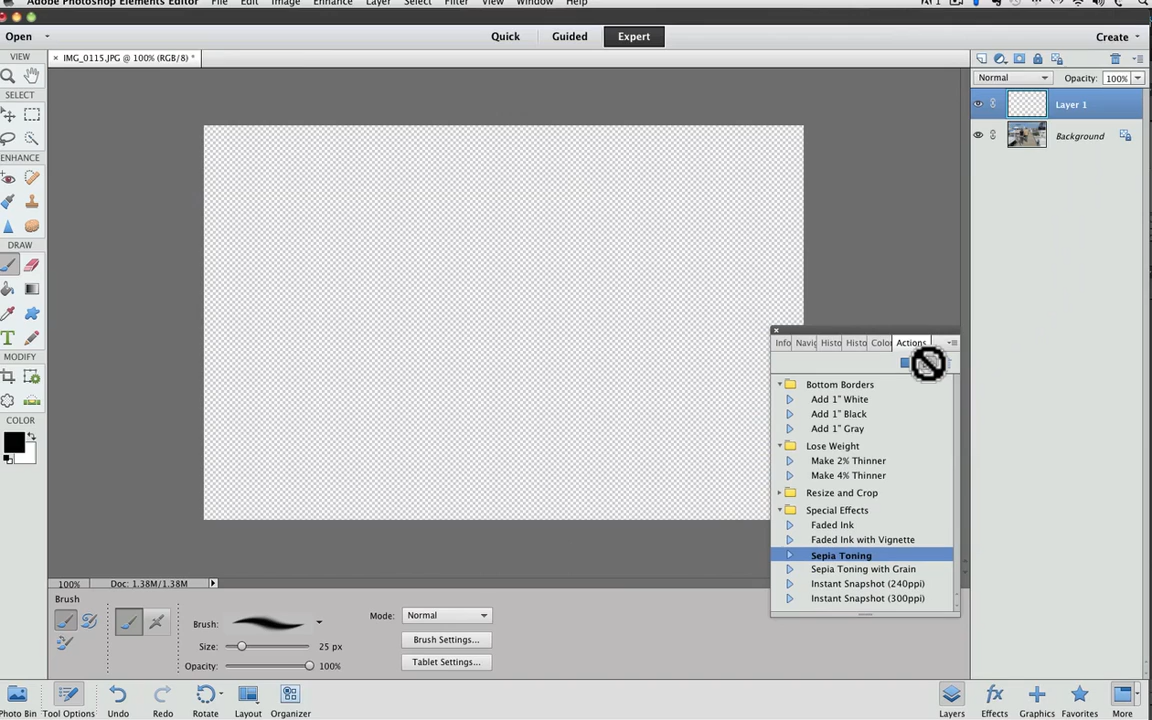 Adobe Photoshop Elements Editor File Edit Image Enhance Layer Select Filter View Window Help
Open Quick Guided Expert Create
VIEW IMG_0115.JPG @ 100% (RGB/8) *
Normal Opacity: 100%
SELECT
Layer 1
Background
ENHANCE
DRAW
Info Navig Histo Histo Color Actions
MODIFY
Bottom Borders
Add 1" White
Add 1" Black
Add 1" Gray
COLOR
Lose Weight
Make 2% Thinner
Make 4% Thinner
Resize and Crop
Special Effects
Faded Ink
Faded Ink with Vignette
Sepia Toning
Sepia Toning with Grain
Instant Snapshot (240ppi)
Instant Snapshot (300ppi)
100% Doc: 1.38M/1.38M
Brush
Brush: Mode: Normal
Size: 25 px Brush Settings...
Opacity: 100% Tablet Settings...
Photo Bin Tool Options Undo Redo Rotate Layout Organizer Layers Effects Graphics Favorites More